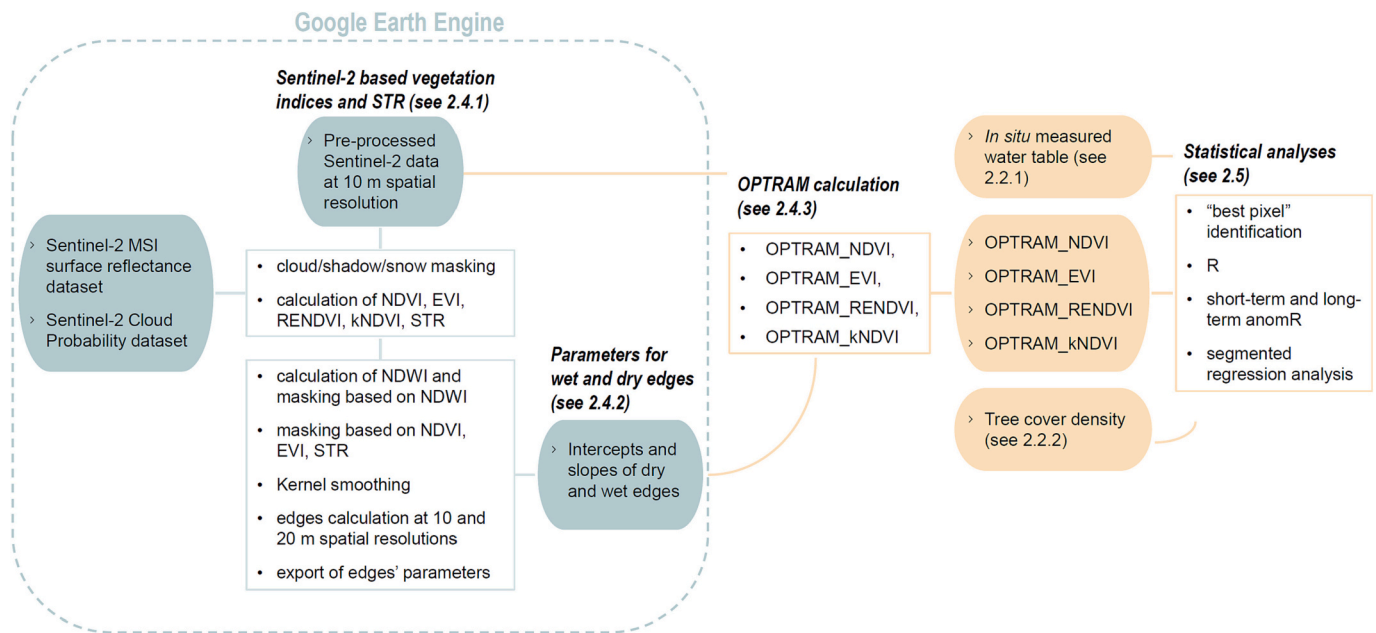 Google Earth Engine
Sentinel-2 based vegetation
indices and STR (see 2.4.1)
› Pre-processed
Sentinel-2 data
at 10 m spatial
resolution
› Sentinel-2 MSI
surface reflectance
dataset
› Sentinel-2 Cloud
Probability dataset
• cloud/shadow/snow masking
• calculation of NDVI, EVI,
RENDVI, kNDVI, STR
• calculation of NDWI and
masking based on NDWI
• masking based on NDVI,
EVI, STR
• Kernel smoothing
• edges calculation at 10 and
20 m spatial resolutions
• export of edges’ parameters
Parameters for
wet and dry edges
(see 2.4.2)
› Intercepts and
slopes of dry
and wet edges
OPTRAM calculation
(see 2.4.3)
• OPTRAM_NDVI,
• OPTRAM_EVI,
• OPTRAM_RENDVI,
• OPTRAM_kNDVI
› In situ measured
water table (see
2.2.1)
› OPTRAM_NDVI
› OPTRAM_EVI
› OPTRAM_RENDVI
› OPTRAM_kNDVI
› Tree cover density
(see 2.2.2)
Statistical analyses
(see 2.5)
• “best pixel”
identification
• R
• short-term and long-
term anomR
• segmented
regression analysis